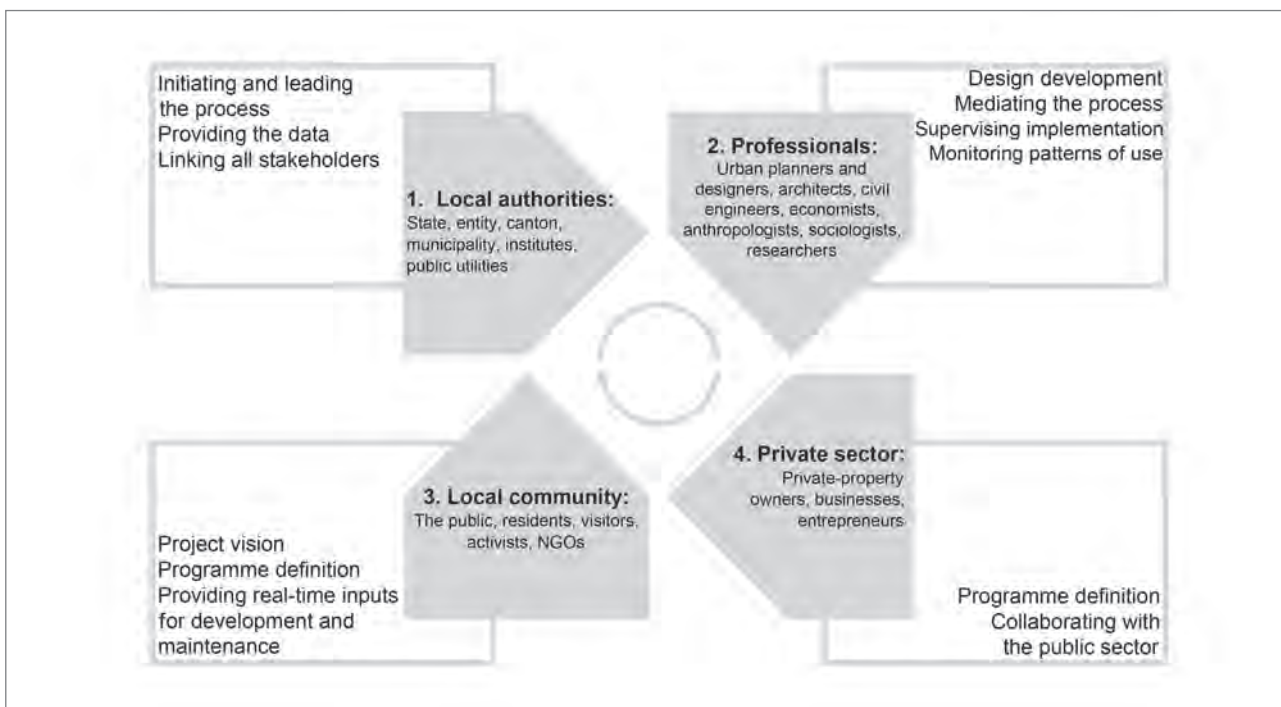 Initiating and leading
the process
Providing the data
Linking all stakeholders
1. Local authorities:
State, entity, canton,
municipality, institutes,
public utilities
2. Professionals:
Urban planners and
designers, architects, civil
engineers, economists,
anthropologists, sociologists,
researchers
Design development
Mediating the process
Supervising implementation
Monitoring patterns of use
3. Local community:
The public, residents, visitors,
activists, NGOs
Project vision
Programme definition
Providing real-time inputs
for development and
maintenance
4. Private sector:
Private-property
owners, businesses,
entrepreneurs
Programme definition
Collaborating with
the public sector